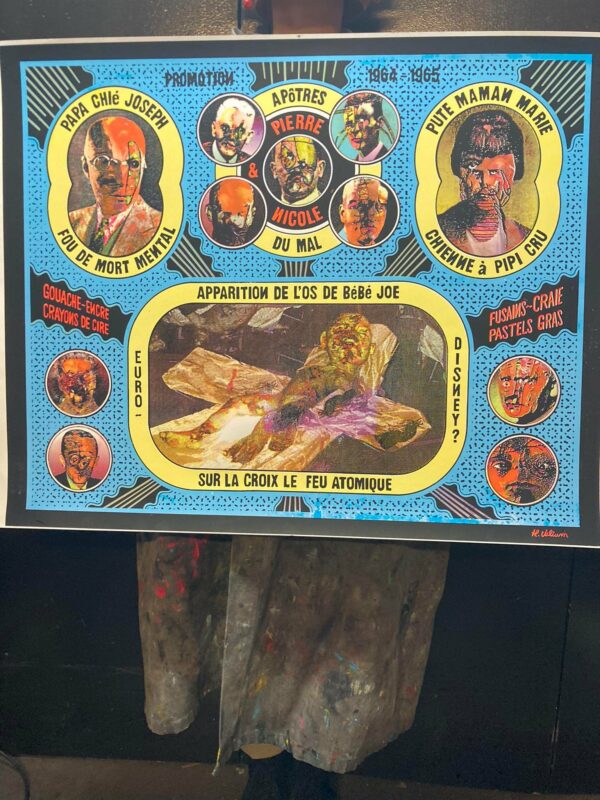 PROMOTION
1964-1965
PAPA CHIÉ JOSEPH
FOU DE MORT MENTAL
APôTRES
PIERRE
&
NICOLE
DU MAL
PUTE MAMAN MARIE
CHIENNE à PIPI CRU
GOUACHE-ENCRE
CRAYONS DE CIRE
FUSAINS-CRAIE
PASTELS GRAS
APPARITION DE L'OS DE BéBé JOE
EURO-
DISNEY?
SUR LA CROIX LE FEU ATOMIQUE